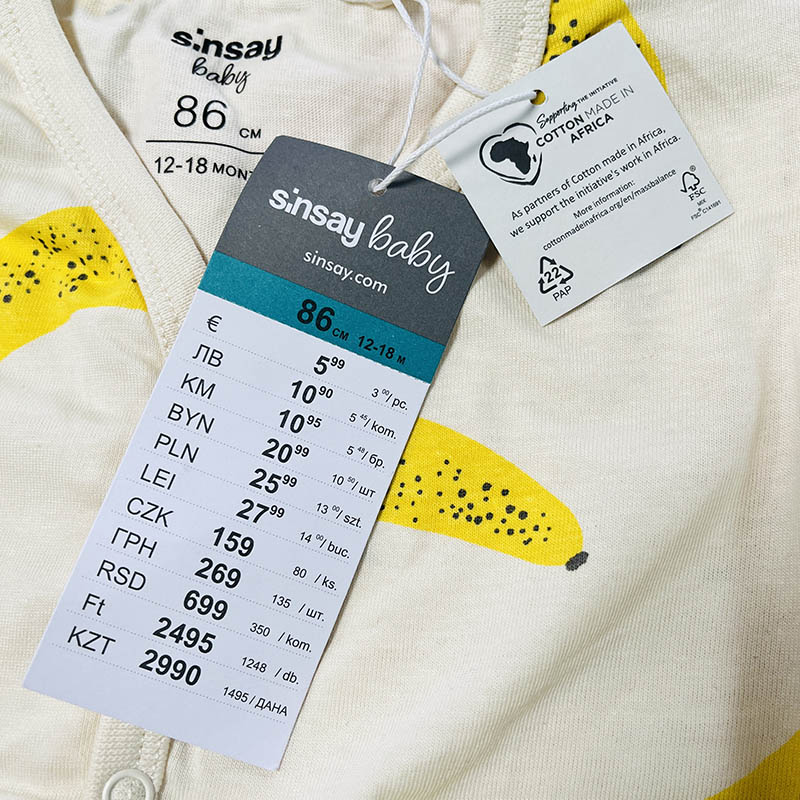 sinsay
baby
86 CM
12-18 MONT
sinsay baby
sinsay.com
86 CM 12-18 M
€ 5 99 3 00/pc.
ЛВ 10 90 5 45/kom.
KM 10 95 5 48/бр.
BYN 20 99 10 50/шт
PLN 25 99 13 00/szt.
LEI 27 99 14 00/buc.
CZK 159 80 /ks.
ГРН 269 135 /шт.
RSD 699 350 /kom.
Ft 2495 1248 /db.
KZT 2990 1495/ДАНА
Supporting THE INITIATIVE
COTTON MADE IN
AFRICA
As partners of Cotton made in Africa,
we support the initiative's work in Africa.
More information:
cottonmadeinafrica.org/en/massbalance
FSC
MIX
FSC® C141691
22
PAP